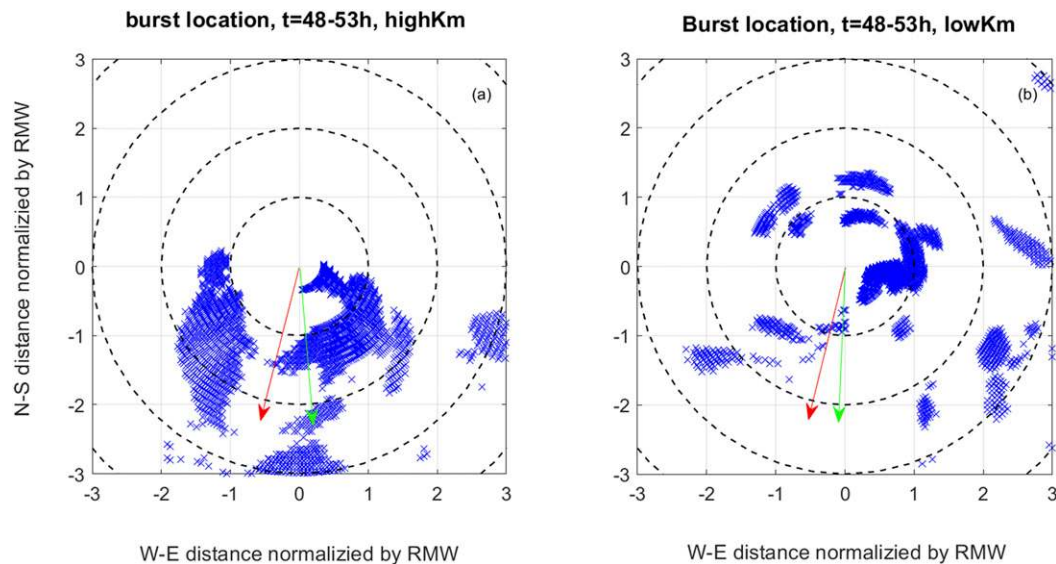 burst location, t=48-53h, highKm
3
2
1
0
-1
-2
-3
-3 -2 -1 0 1 2 3
(a)
N-S distance normalizied by RMW
W-E distance normalizied by RMW
Burst location, t=48-53h, lowKm
3
2
1
0
-1
-2
-3
-3 -2 -1 0 1 2 3
(b)
W-E distance normalizied by RMW